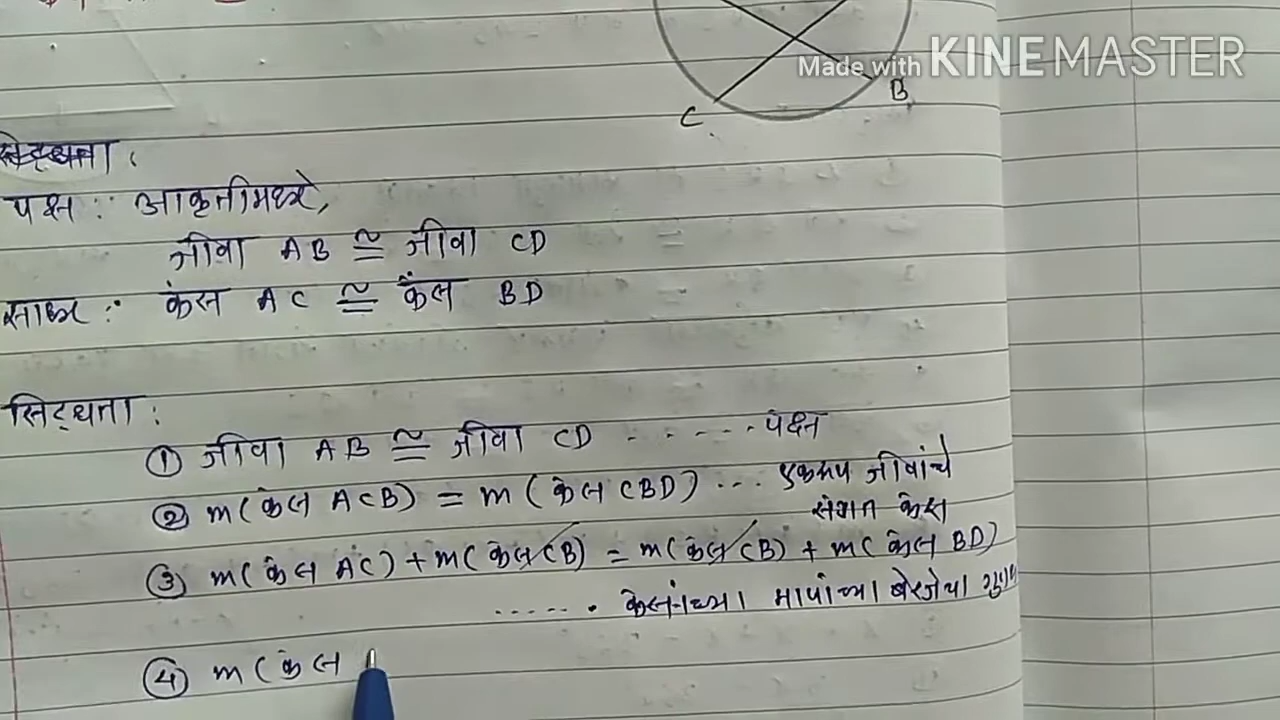 Made with KINEMASTER
C
B
सिद्धता :
पक्ष : आकृतीमध्ये,
जीवा AB ≅ जीवा CD
साध्य : कंस AC ≅ कंस BD
सिद्धता :
① जीवा AB ≅ जीवा CD - - - - - - पक्ष
② m(कंस ACB) = m(कंस CBD) ... एकरूप जीवांचे
संगत कंस
③ m(कंस AC) + m(कंस CB) = m(कंस CB) + m(कंस BD)
...... कंसांच्या मापांच्या बेरजेचा
④ m(कंस